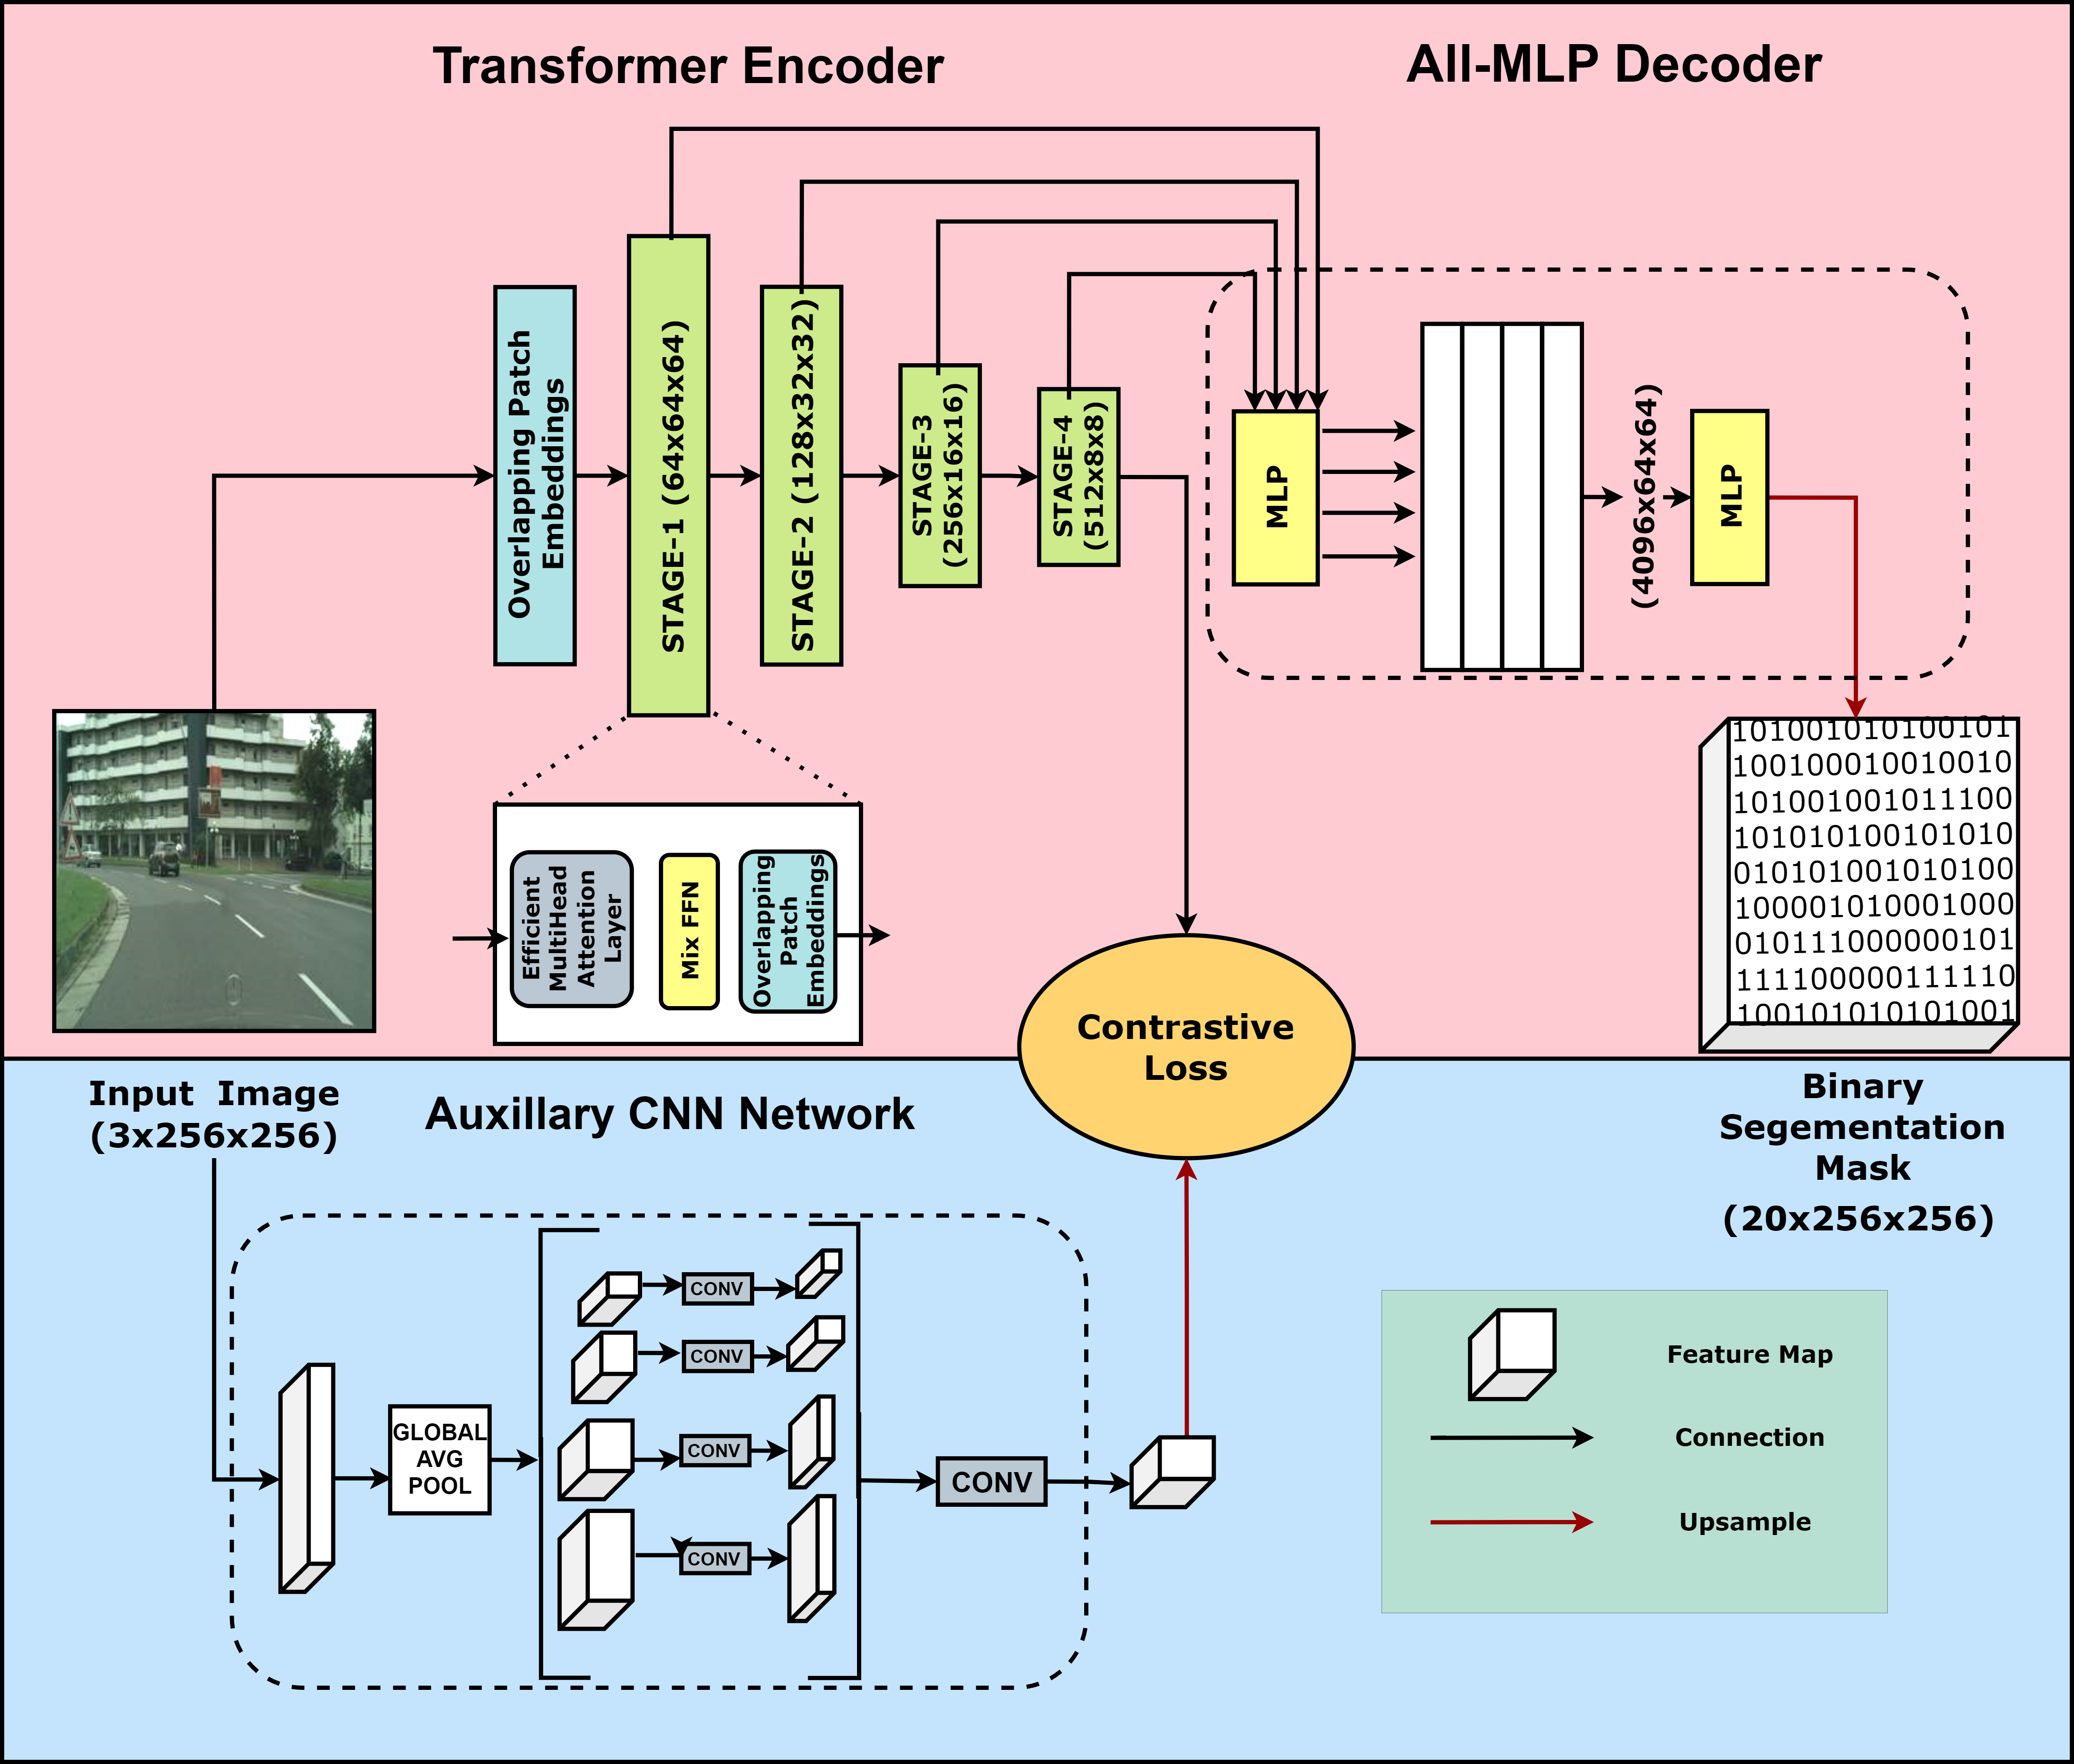 Transformer Encoder
All-MLP Decoder
Overlapping Patch
Embeddings
STAGE-1 (64x64x64)
STAGE-2 (128x32x32)
STAGE-3
(256x16x16)
STAGE-4
(512x8x8)
MLP
(4096x64x64)
MLP
Efficient
MultiHead
Attention
Layer
Mix FFN
Overlapping
Patch
Embeddings
101001010100101
100100010010010
101001001011100
101010100101010
010101001010100
100001010001000
010111000000101
111100000111110
100101010101001
Contrastive
Loss
Input Image
(3x256x256)
Auxillary CNN Network
Binary
Segementation
Mask
(20x256x256)
GLOBAL
AVG
POOL
CONV
CONV
CONV
CONV
CONV
Feature Map
Connection
Upsample